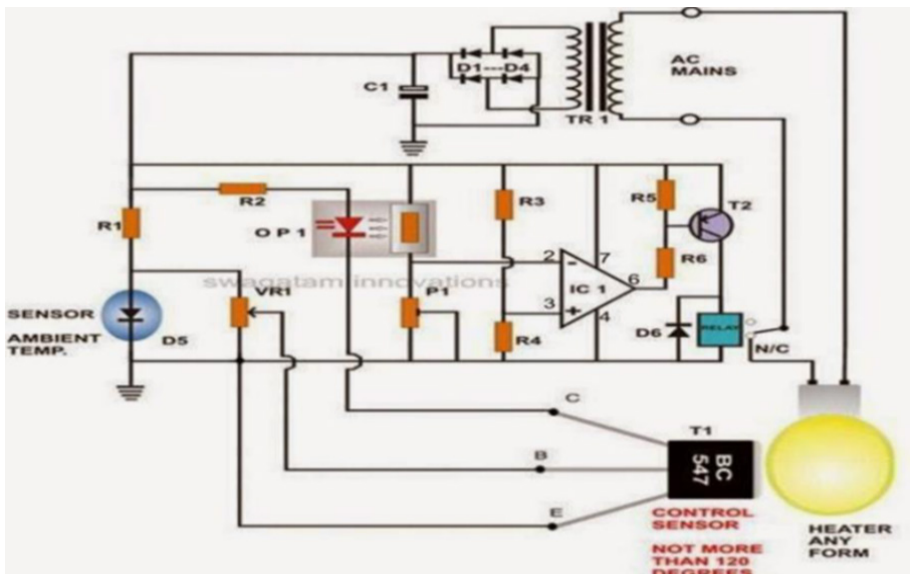 C1
D1---D4
TR 1
AC
MAINS
R1
R2
O P 1
R3
R5
T2
swagatam innovations
VR1
P1
2
3
7
6
4
-
+
IC 1
R6
R4
SENSOR
AMBIENT
TEMP.
D5
D6
RELAY
N/C
C
B
E
T1
BC
547
CONTROL
SENSOR
NOT MORE
THAN 120
DEGREES
HEATER
ANY
FORM